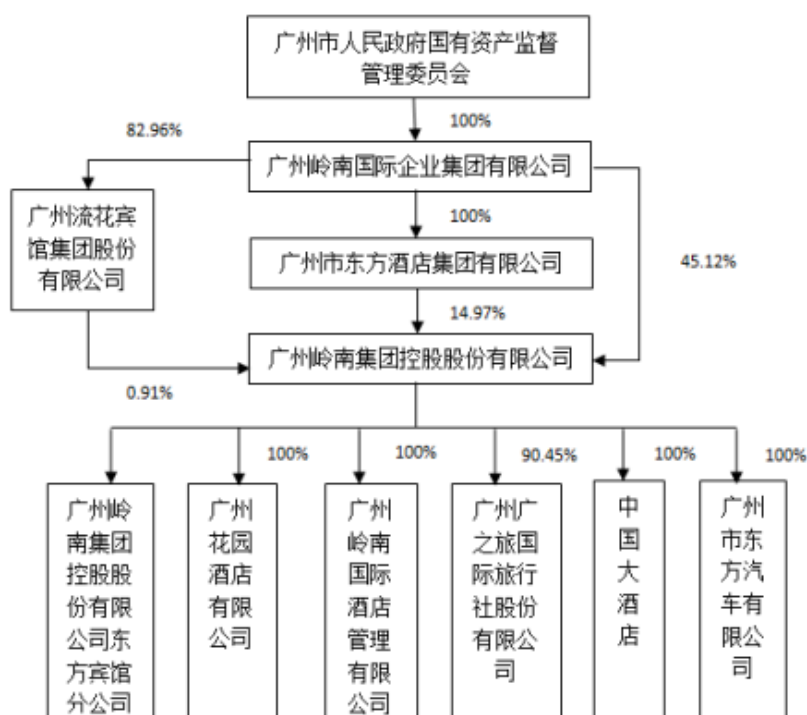 广州市人民政府国有资产监督
管理委员会
100%
82.96%
广州岭南国际企业集团有限公司
广州流花宾
馆集团股份
有限公司
100%
广州市东方酒店集团有限公司
45.12%
14.97%
广州岭南集团控股股份有限公司
0.91%
100%
100%
90.45%
100%
100%
广州岭
南集团
控股股
份有限
公司东
方宾馆
分公司
广州
花园
酒店
有限
公司
广州
岭南
国际
酒店
管理
有限
公司
广州广
之旅国
际旅行
社股份
有限公
司
中
国
大
酒
店
广州
市东
方汽
车有
限公
司